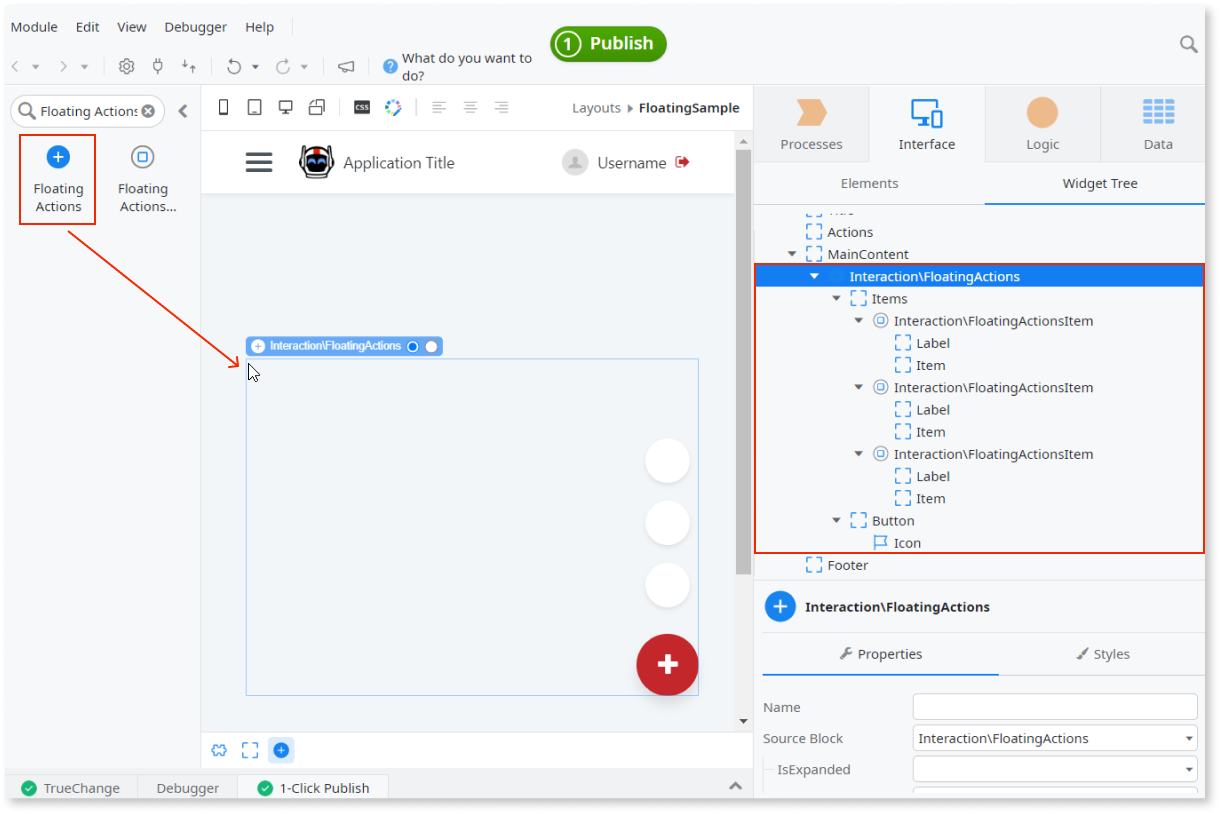 Module Edit View Debugger Help
1 Publish
What do you want to
do?
Floating Actions
Layouts FloatingSample
Processes Interface Logic Data
Floating
Actions
Floating
Actions...
Application Title Username
Elements Widget Tree
Actions
MainContent
Interaction\FloatingActions
Items
Interaction\FloatingActionsItem
Label
Item
Interaction\FloatingActionsItem
Label
Item
Interaction\FloatingActionsItem
Label
Item
Button
Icon
Footer
Interaction\FloatingActions
Interaction\FloatingActions
Properties Styles
Name
Source Block Interaction\FloatingActions
IsExpanded
TrueChange Debugger 1-Click Publish
CSS